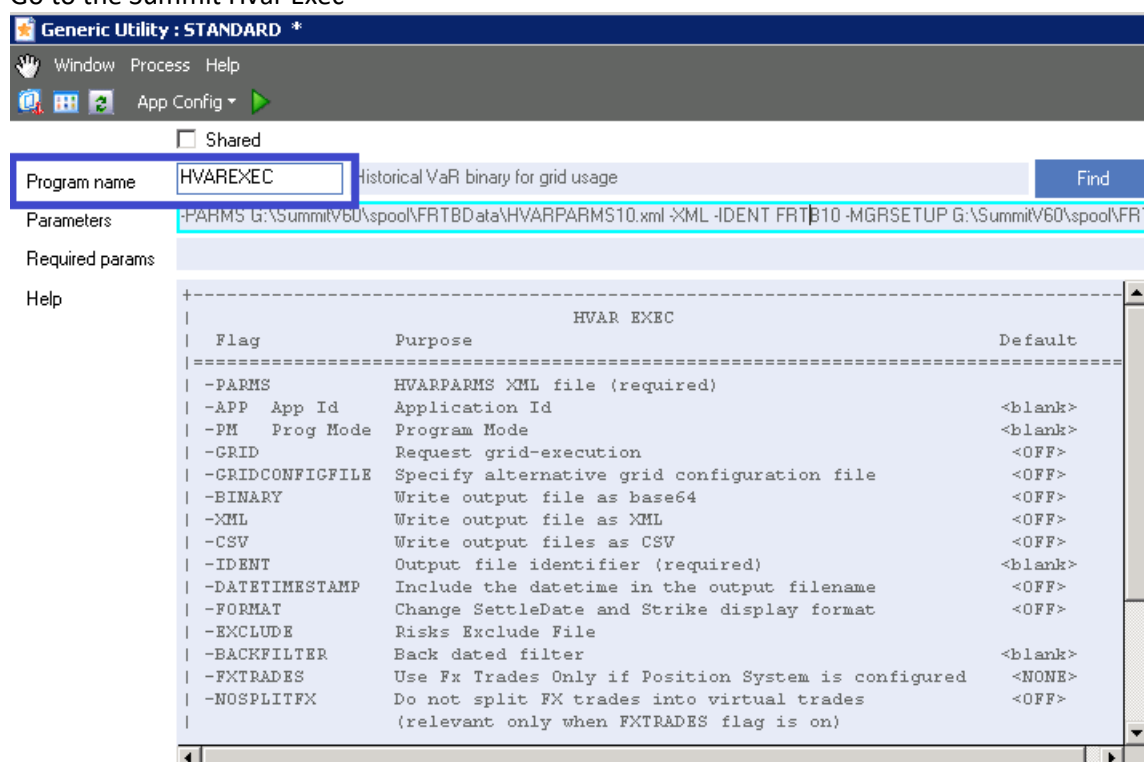 Go to the Summit Hvar Exec
Generic Utility : STANDARD *
Window Process Help
App Config
Shared
Program name HVAREXEC Historical VaR binary for grid usage Find
Parameters -PARMS G:\SummitV60\spool\FRTBData\HVARPARMS10.xml -XML -IDENT FRTB10 -MGRSETUP G:\SummitV60\spool\FRT
Required params
Help
+------------------------------------------------------------------------------
| HVAR EXEC
| Flag Purpose Default
|==============================================================================
| -PARMS HVARPARMS XML file (required)
| -APP App Id Application Id <blank>
| -PM Prog Mode Program Mode <blank>
| -GRID Request grid-execution <OFF>
| -GRIDCONFIGFILE Specify alternative grid configuration file <OFF>
| -BINARY Write output file as base64 <OFF>
| -XML Write output file as XML <OFF>
| -CSV Write output files as CSV <OFF>
| -IDENT Output file identifier (required) <blank>
| -DATETIMESTAMP Include the datetime in the output filename <OFF>
| -FORMAT Change SettleDate and Strike display format <OFF>
| -EXCLUDE Risks Exclude File
| -BACKFILTER Back dated filter <blank>
| -FXTRADES Use Fx Trades Only if Position System is configured <NONE>
| -NOSPLITFX Do not split FX trades into virtual trades <OFF>
| (relevant only when FXTRADES flag is on)